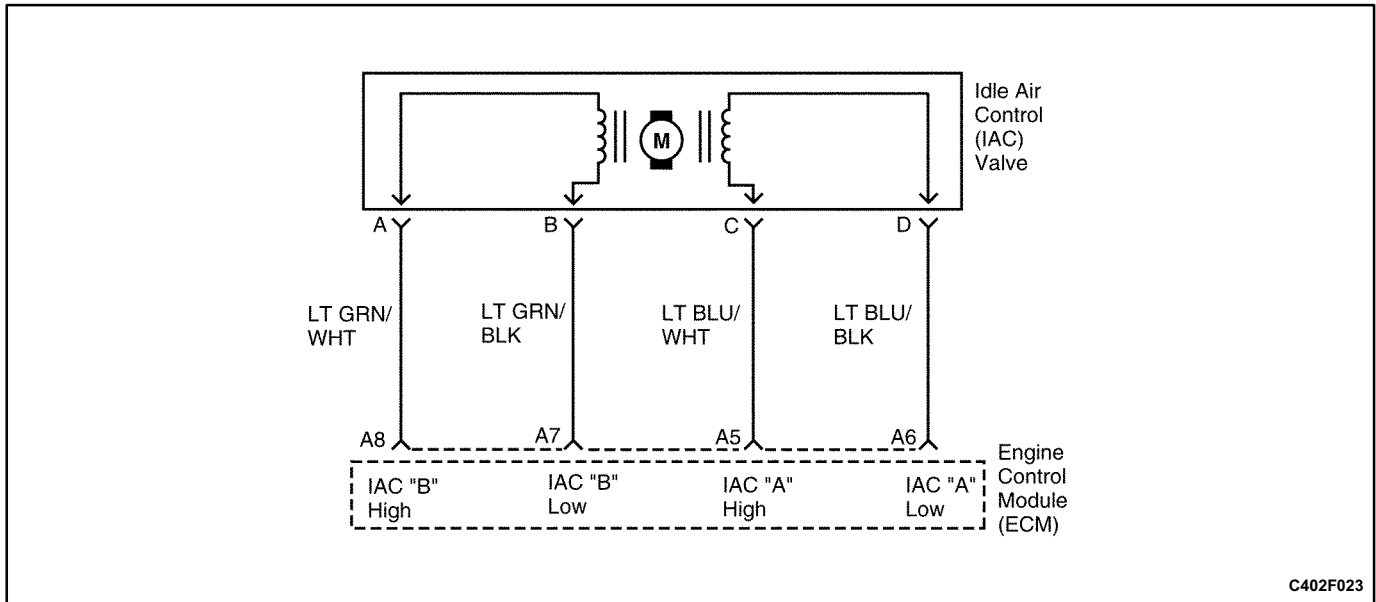 Idle Air
Control
(IAC)
Valve
M
A
B
C
D
LT GRN/
WHT
LT GRN/
BLK
LT BLU/
WHT
LT BLU/
BLK
A8
A7
A5
A6
IAC "B"
High
IAC "B"
Low
IAC "A"
High
IAC "A"
Low
Engine
Control
Module
(ECM)
C402F023